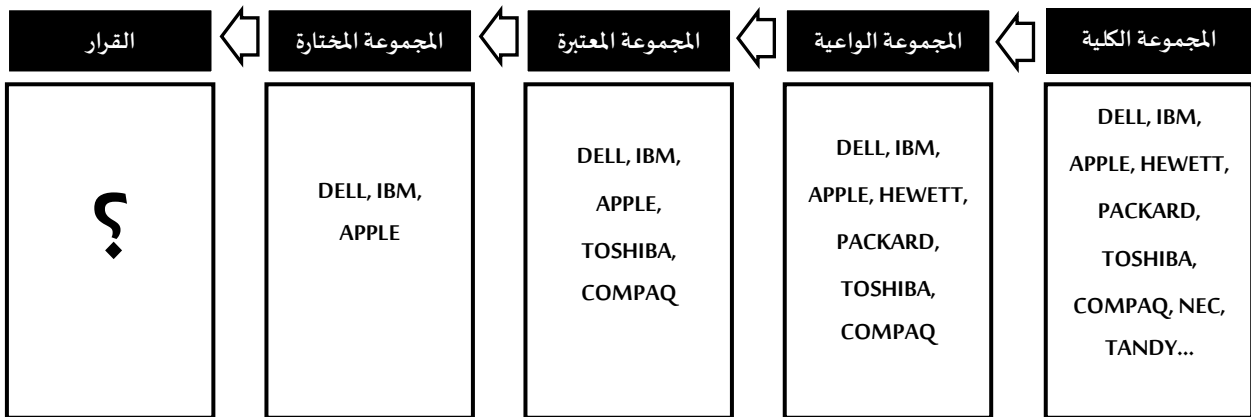 المجموعة الكلية
DELL, IBM,
APPLE, HEWETT,
PACKARD,
TOSHIBA,
COMPAQ, NEC,
TANDY...
المجموعة الواعية
DELL, IBM,
APPLE, HEWETT,
PACKARD,
TOSHIBA,
COMPAQ
المجموعة المعتبرة
DELL, IBM,
APPLE,
TOSHIBA,
COMPAQ
المجموعة المختارة
DELL, IBM,
APPLE
القرار
؟